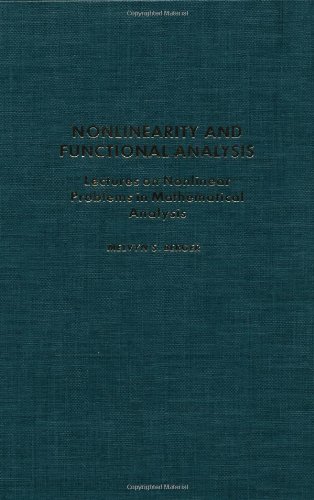 NONLINEARITY AND
FUNCTIONAL ANALYSIS
Lectures on Nonlinear
Problems in Mathematical
Analysis
MELVYN S. BERGER